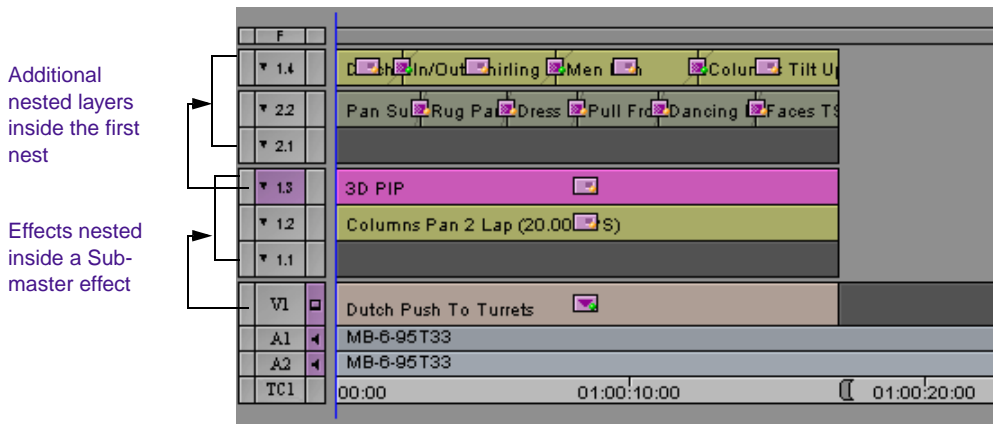 F
Additional
nested layers
inside the first
nest
1.4
In/Out
hirling
Men
Tilt U
2.2
Pan Su
Rug Pa
Dress
Pull Fro
Dancing
Faces TS
2.1
1.3
3D PIP
1.2
Columns Pan 2 Lap (20.00 S)
1.1
Effects nested
inside a Sub-
master effect
V1
Dutch Push To Turrets
A1
MB-6-95T33
A2
MB-6-95T33
TC1
00:00
01:00:10:00
01:00:20:00